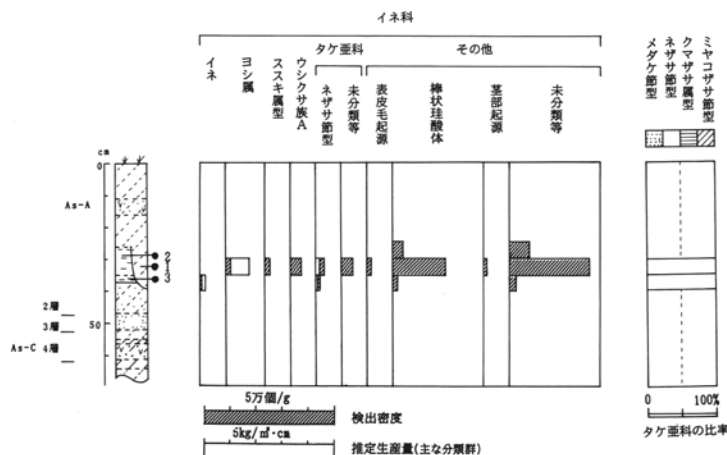 イネ科
タケ亜科
その他
イネ
ヨシ属
ススキ属型
ウシクサ族A
ネザサ節型
未分類等
表皮毛起源
棒状珪酸体
茎部起源
未分類等
メダケ節型
ネザサ節型
クマザサ属型
ミヤコザサ節型
cm
0
As-A
2
1
3
2層
50
3層
As-C 4層
5万個/g
検出密度
5kg/㎡・cm
推定生産量(主な分類群)
0 100%
タケ亜科の比率